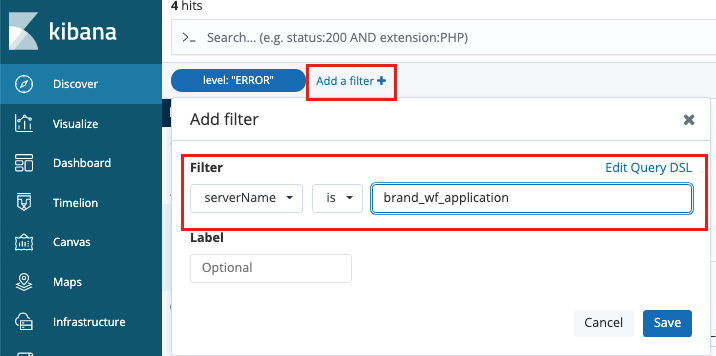 4 hits
kibana
>_ Search... (e.g. status:200 AND extension:PHP)
Discover
level: "ERROR" Add a filter +
Add filter
Visualize
Dashboard
Filter Edit Query DSL
Timelion
serverName is brand_wf_application
Canvas
Label
Maps
Optional
Infrastructure
Cancel Save